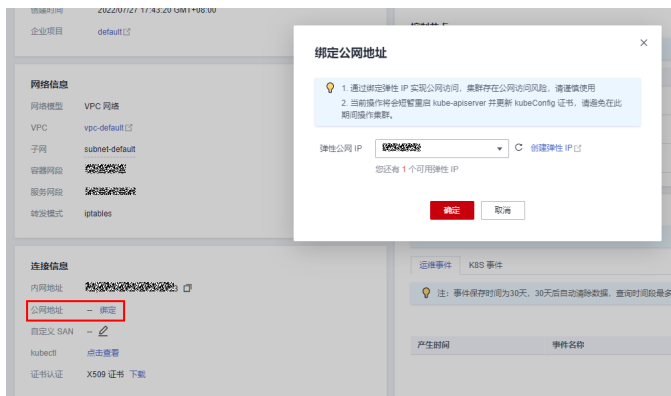 2022/07/27 17:43:20 GMT+08:00
企业项目 default
网络信息
网络模型 VPC 网络
VPC vpc-default
子网 subnet-default
容器网段
服务网段
转发模式 iptables
连接信息
内网地址
公网地址 -- 绑定
自定义 SAN --
kubectl 点击查看
证书认证 X509 证书 下载
绑定公网地址
1. 通过绑定弹性 IP 实现公网访问，集群存在公网访问风险，请谨慎使用
2. 当前操作将会短暂重启 kube-apiserver 并更新 kubeConfig 证书，请避免在此
期间操作集群。
弹性公网 IP 创建弹性 IP
您还有 1 个可用弹性 IP
确定 取消
运维事件 K8S 事件
注：事件保存时间为30天，30天后自动清除数据，查询时间段最多
产生时间 事件名称